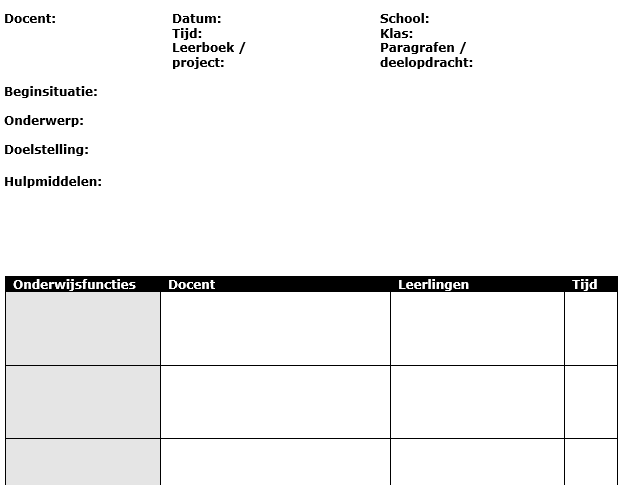 Docent: Datum: School:
Tijd: Klas:
Leerboek / Paragrafen /
project: deelopdracht:
Beginsituatie:
Onderwerp:
Doelstelling:
Hulpmiddelen:
Onderwijsfuncties Docent Leerlingen Tijd